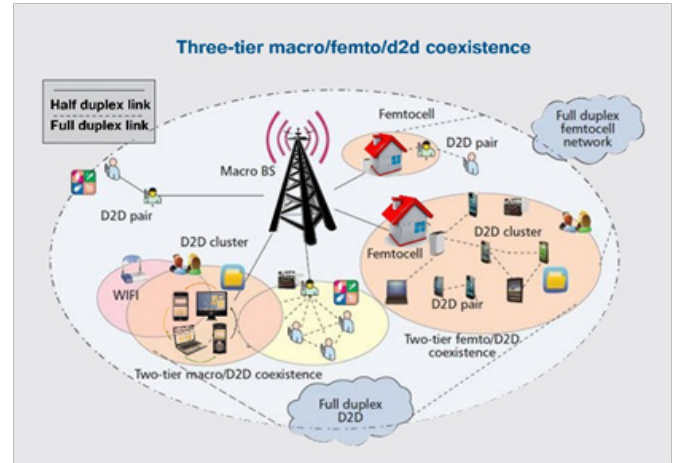 Three-tier macro/femto/d2d coexistence
Half duplex link
Full duplex link
Femtocell
D2D pair
Full duplex
femtocell
network
Macro BS
D2D pair
D2D cluster
Femtocell
D2D cluster
WIFI
D2D pair
Two-tier femto/D2D
coexistence
Two-tier macro/D2D coexistence
Full duplex
D2D